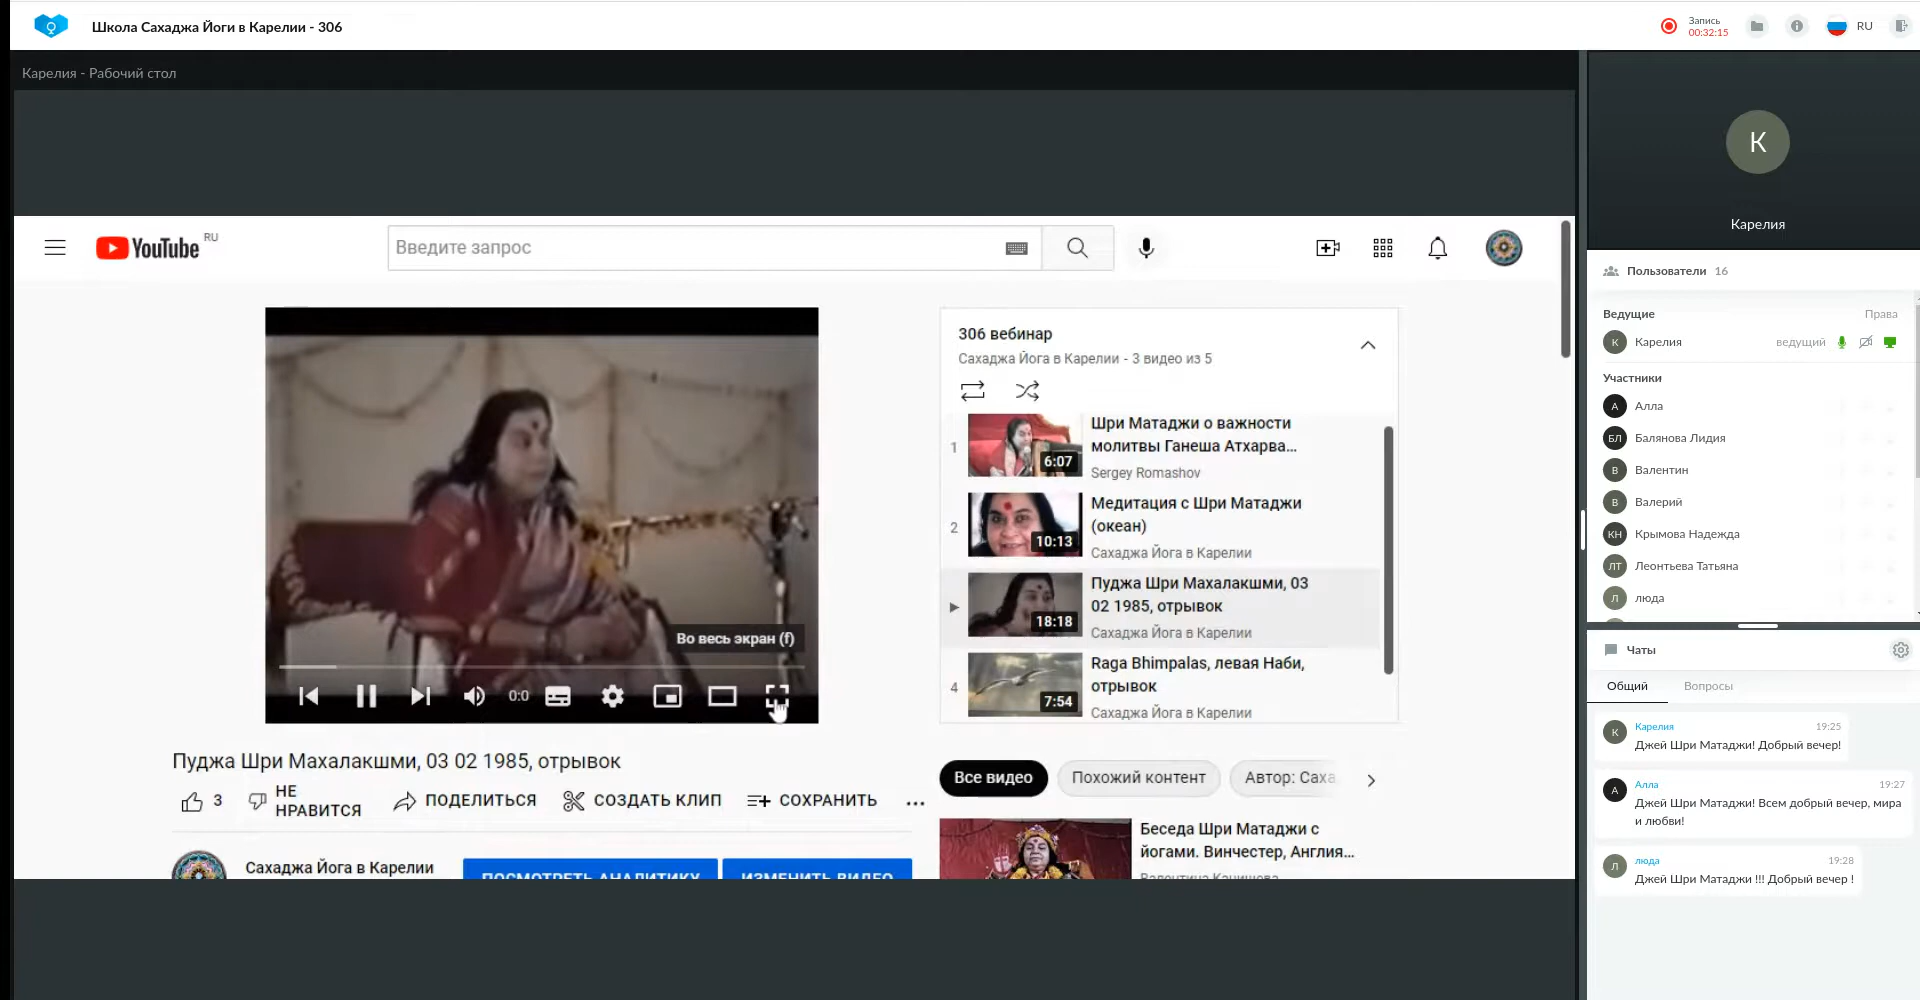 Школа Сахаджа Йоги в Карелии - 306
Запись
00:32:15
RU
Карелия - Рабочий стол
YouTube RU
Введите запрос
Во весь экран (f)
0:0
Пуджа Шри Махалакшми, 03 02 1985, отрывок
3
НЕ НРАВИТСЯ
ПОДЕЛИТЬСЯ
СОЗДАТЬ КЛИП
СОХРАНИТЬ
Сахаджа Йога в Карелии
ПОСМОТРЕТЬ АНАЛИТИКУ
ИЗМЕНИТЬ ВИДЕО
306 вебинар
Сахаджа Йога в Карелии - 3 видео из 5
1
6:07
Шри Матаджи о важности
молитвы Ганеша Атхарва...
Sergey Romashov
2
10:13
Медитация с Шри Матаджи
(океан)
Сахаджа Йога в Карелии
18:18
Пуджа Шри Махалакшми, 03
02 1985, отрывок
Сахаджа Йога в Карелии
4
7:54
Raga Bhimpalas, левая Наби,
отрывок
Сахаджа Йога в Карелии
Все видео
Похожий контент
Автор: Саха
Беседа Шри Матаджи с
йогами. Винчестер, Англия...
К
Карелия
Пользователи 16
Ведущие
Права
К
Карелия
ведущий
Участники
А
Алла
БЛ
Балянова Лидия
В
Валентин
В
Валерий
КН
Крымова Надежда
ЛТ
Леонтьева Татьяна
Л
люда
Чаты
Общий
Вопросы
К
Карелия
19:25
Джей Шри Матаджи! Добрый вечер!
А
Алла
19:27
Джей Шри Матаджи! Всем добрый вечер, мира
и любви!
Л
люда
19:28
Джей Шри Матаджи !!! Добрый вечер !